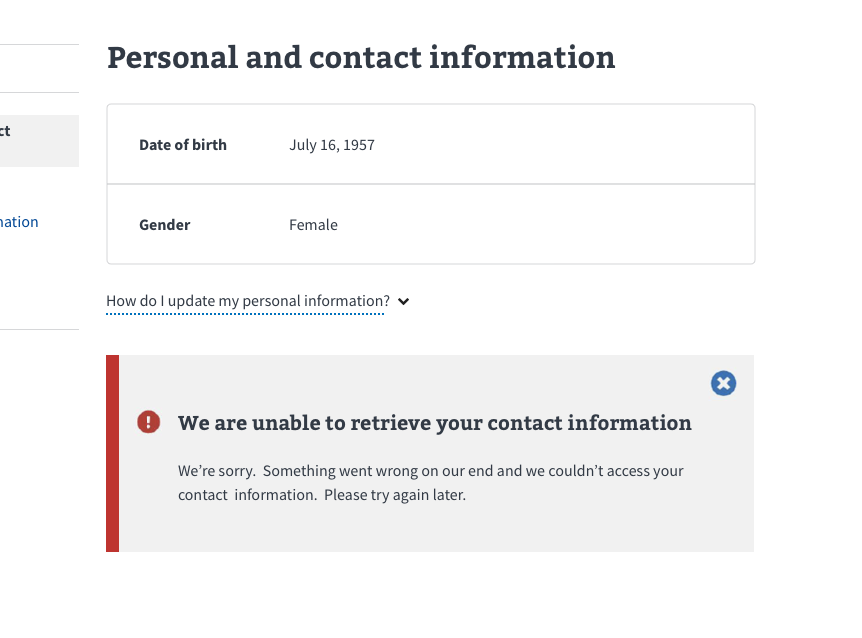 Personal and contact information
ct
Date of birth July 16, 1957
nation
Gender Female
How do I update my personal information?
We are unable to retrieve your contact information
We’re sorry. Something went wrong on our end and we couldn’t access your
contact information. Please try again later.